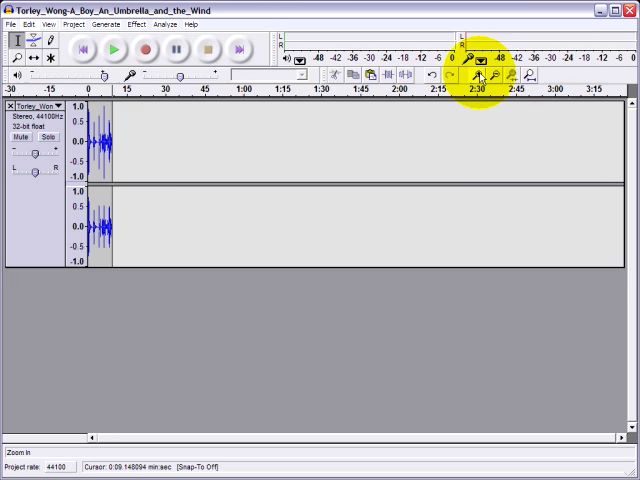 Torley_Wong-A_Boy_An_Umbrella_and_the_Wind
File Edit View Project Generate Effect Analyze Help
L
R
-48 -42 -36 -30 -24 -18 -12 -6 0
L
R
-48 -42 -36 -30 -24 -18 -12 -6 0
- +
- +
-30 -15 0 15 30 45 1:00 1:15 1:30 1:45 2:00 2:15 2:30 2:45 3:00 3:15
Torley_Won
Stereo, 44100Hz
32-bit float
Mute Solo
- +
L R
1.0
0.5
0.0
-0.5
-1.0
1.0
0.5
0.0
-0.5
-1.0
Zoom In
Project rate: 44100 Cursor: 0:09.148094 min:sec [Snap-To Off]